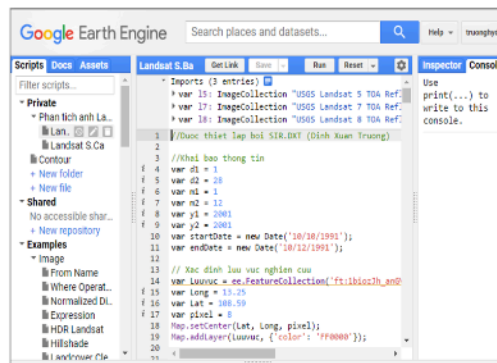 Google Earth Engine
Search places and datasets...
Help
truonghyc
Scripts Docs Assets
Filter scripts...
Private
Phan tich anh La...
Lan..
Landsat S.Ca
Contour
+ New folder
+ New file
Shared
No accessible shar...
+ New repository
Examples
Image
From Name
Where Operat...
Normalized Di...
Expression
HDR Landsat
Hillshade
Landcover Cle
Landsat S.Ba
Get Link Save Run Reset
Imports (3 entries)
var l5: ImageCollection "USGS Landsat 5 TOA Refl
var l7: ImageCollection "USGS Landsat 7 TOA Refl
var l8: ImageCollection "USGS Landsat 8 TOA Refl
1 //Duoc thiet lap boi SIR.DXT (Dinh Xuan Truong)
2
3 //Khai bao thong tin
i 4 var d1 = 1
i 5 var d2 = 28
i 6 var m1 = 1
i 7 var m2 = 12
i 8 var y1 = 2001
i 9 var y2 = 2001
10 var startDate = new Date('10/10/1991');
11 var endDate = new Date('10/12/1991');
12
13 // Xac dinh luu vuc nghien cuu
14 var Luuvuc = ee.FeatureCollection('ft:1biozJh_an
i 15 var Long = 13.25
i 16 var Lat = 108.59
i 17 var pixel = 8
18 Map.setCenter(Lat, Long, pixel);
19 Map.addLayer(Luuvuc, {'color': 'FF0000'});
20
Inspector Consol
Use
print(...) to
write to this
console.